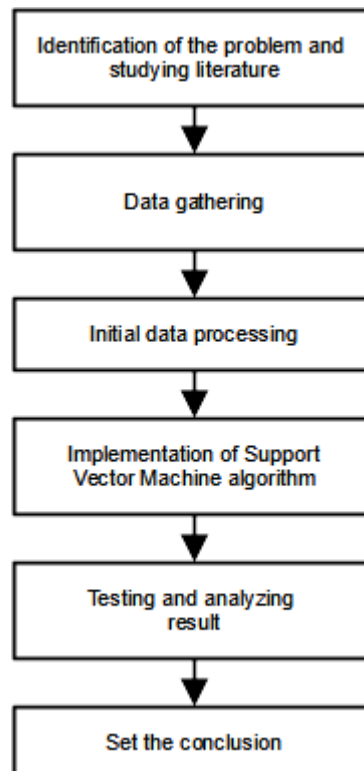 Identification of the problem and
studying literature
Data gathering
Initial data processing
Implementation of Support
Vector Machine algorithm
Testing and analyzing
result
Set the conclusion